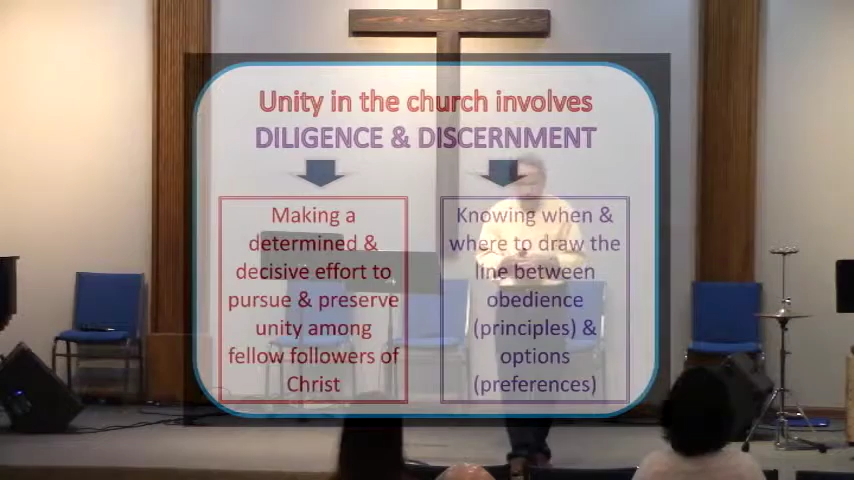 Unity in the church involves
DILIGENCE & DISCERNMENT
Making a
determined &
decisive effort to
pursue & preserve
unity among
fellow followers of
Christ
Knowing when &
where to draw the
line between
obedience
(principles) &
options
(preferences)